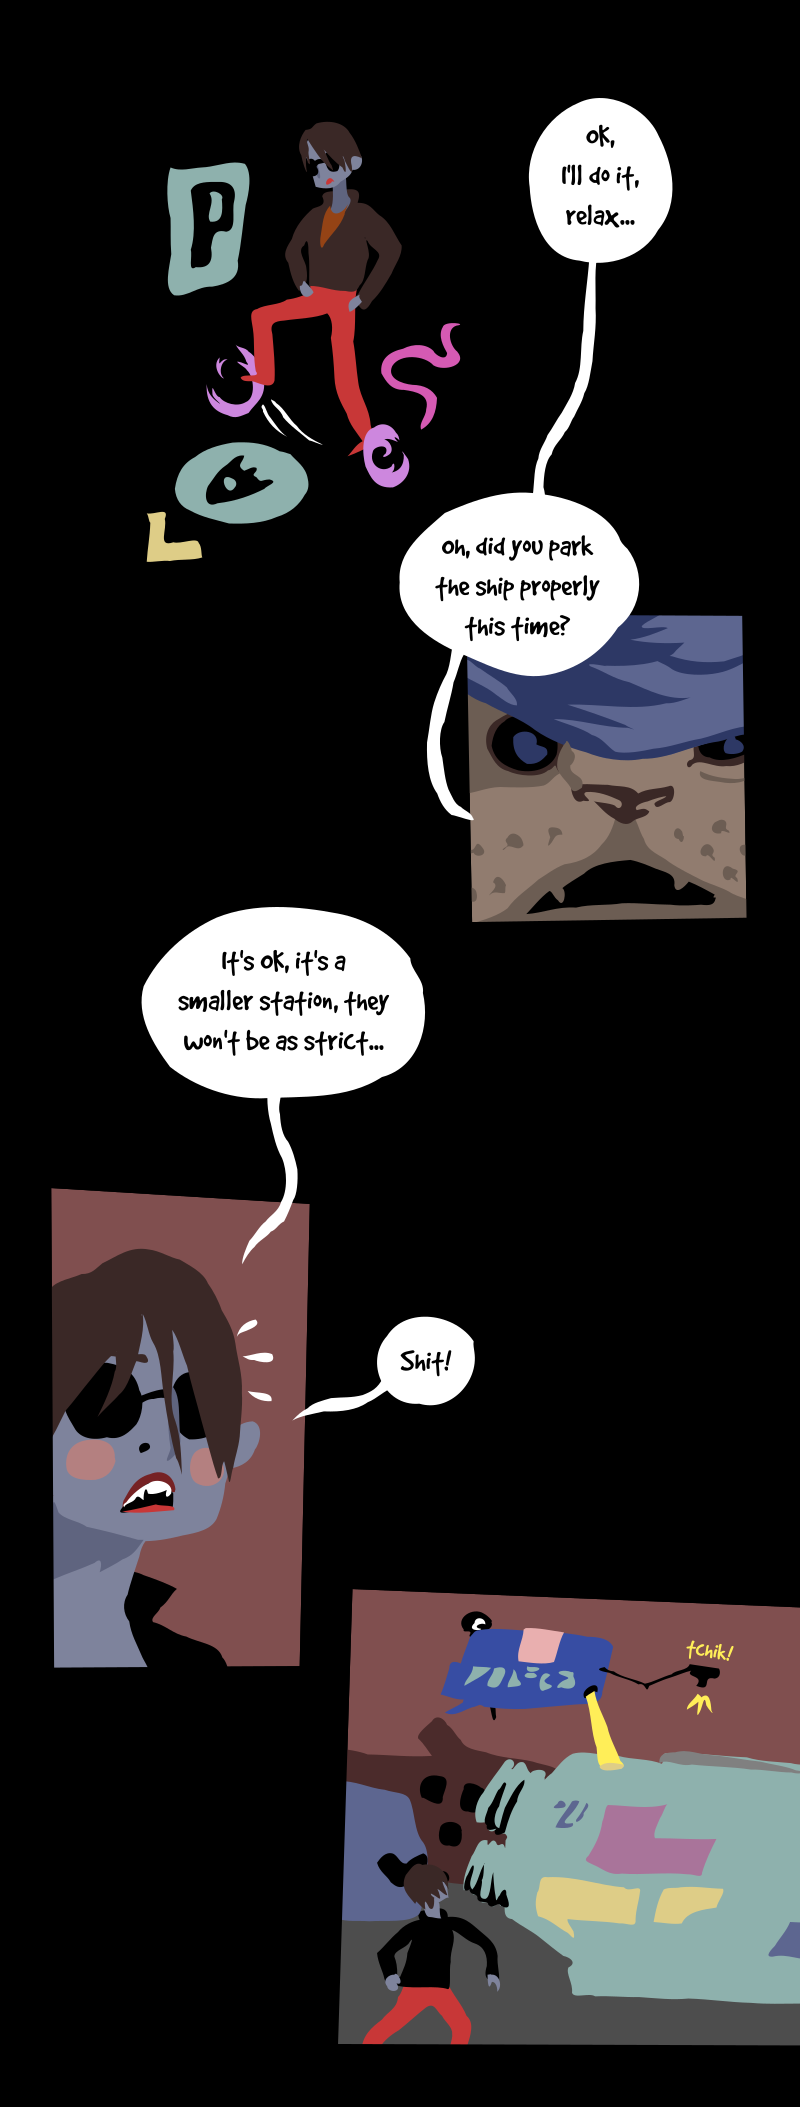 P
OK,
I'll do it,
relax...
Oh, did you park
the ship properly
this time?
It's OK, it's a
smaller station, they
won't be as strict...
Shit!
tchik!